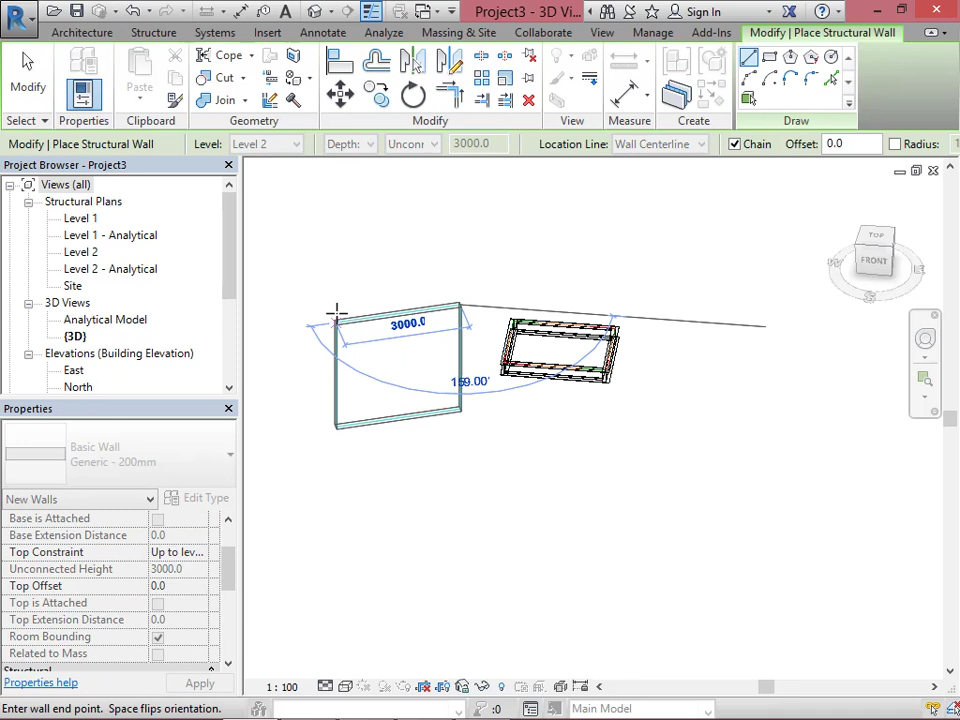 Project3 - 3D Vi...
Sign In
Architecture Structure Systems Insert Annotate Analyze Massing & Site Collaborate View Manage Add-Ins Modify | Place Structural Wall
Modify
Paste
Cope
Cut
Join
Select Properties Clipboard Geometry Modify View Measure Create Draw
Modify | Place Structural Wall Level: Level 2 Depth: Unconr 3000.0 Location Line: Wall Centerline Chain Offset: 0.0 Radius: 1
Project Browser - Project3
Views (all)
Structural Plans
Level 1
Level 1 - Analytical
Level 2
Level 2 - Analytical
Site
3D Views
Analytical Model
{3D}
Elevations (Building Elevation)
East
North
TOP
FRONT
3000.0
159.00°
Properties
Basic Wall
Generic - 200mm
New Walls Edit Type
Base is Attached
Base Extension Distance 0.0
Top Constraint Up to lev...
Unconnected Height 3000.0
Top Offset 0.0
Top is Attached
Top Extension Distance 0.0
Room Bounding
Related to Mass
Structural
Properties help Apply
1 : 100
Enter wall end point. Space flips orientation. :0 Main Model